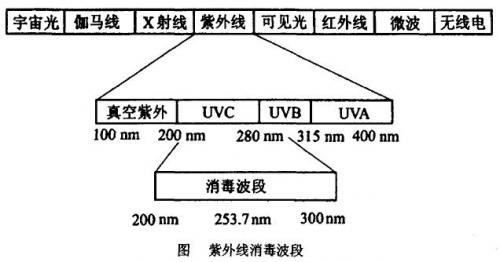 宇宙光 伽马线 X射线 紫外线 可见光 红外线 微波 无线电
真空紫外 UVC UVB UVA
100 nm 200 nm 280 nm 315 nm 400 nm
消毒波段
200 nm 253.7 nm 300 nm
图 紫外线消毒波段